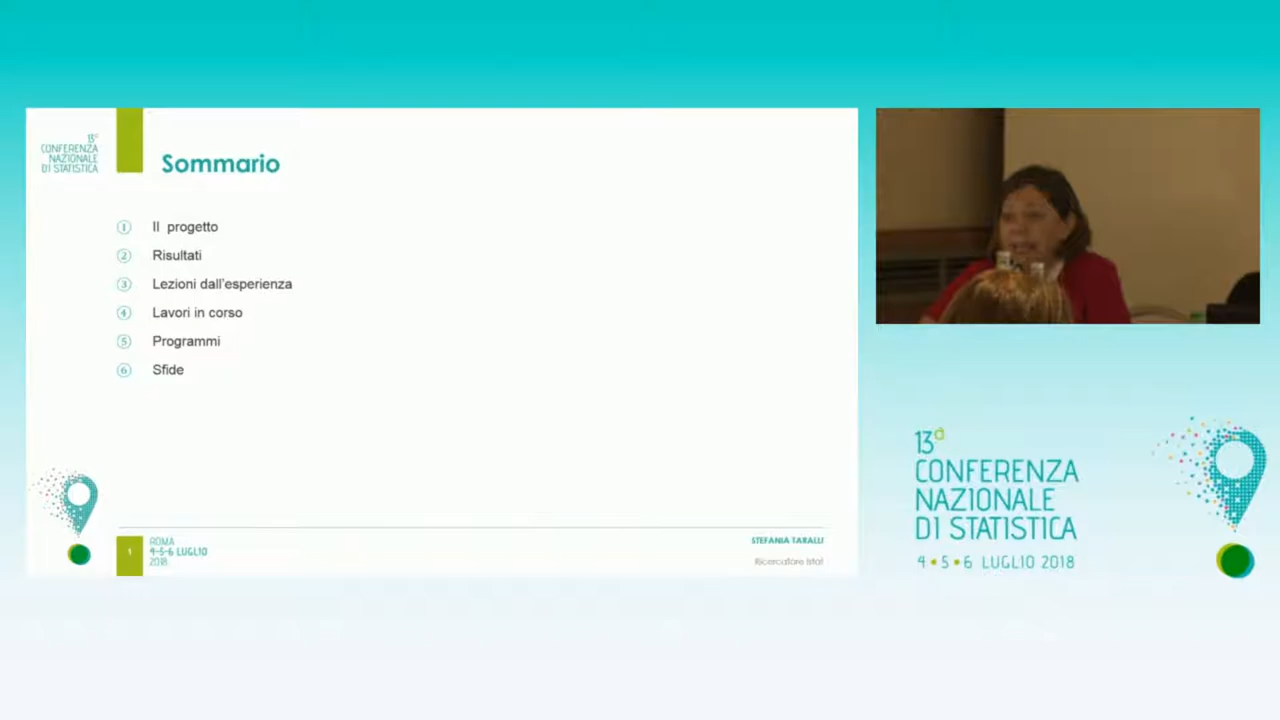 13ª
CONFERENZA
NAZIONALE
DI STATISTICA
Sommario
1 Il progetto
2 Risultati
3 Lezioni dall'esperienza
4 Lavori in corso
5 Programmi
6 Sfide
1
ROMA
4-5-6 LUGLIO
2018
STEFANIA TARALLI
Ricercatore Istat
13ª
CONFERENZA
NAZIONALE
DI STATISTICA
4•5•6 LUGLIO 2018